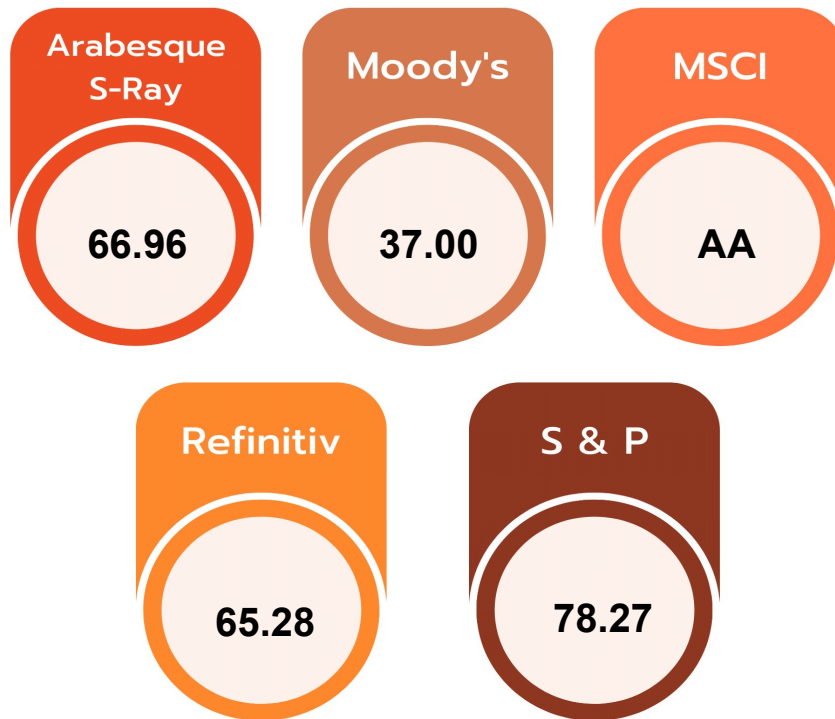 Arabesque
S-Ray
66.96
Moody's
37.00
MSCI
AA
Refinitiv
65.28
S & P
78.27